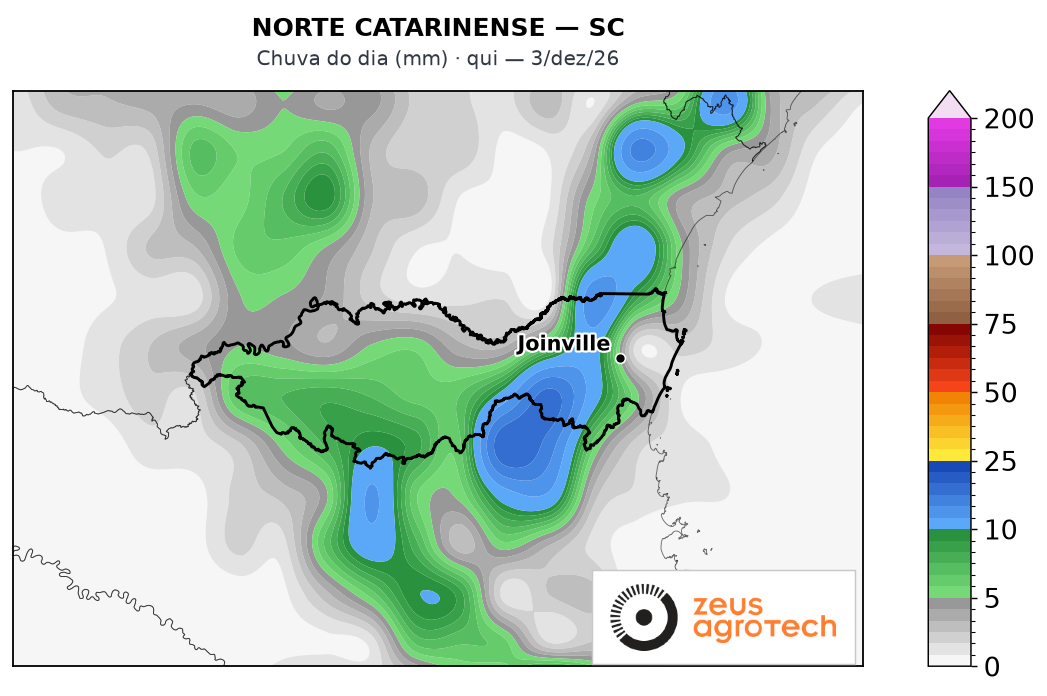 NORTE CATARINENSE — SC
Chuva do dia (mm) · qui — 3/dez/26
Joinville
200
150
100
75
50
25
10
5
0
zeus
agrotech